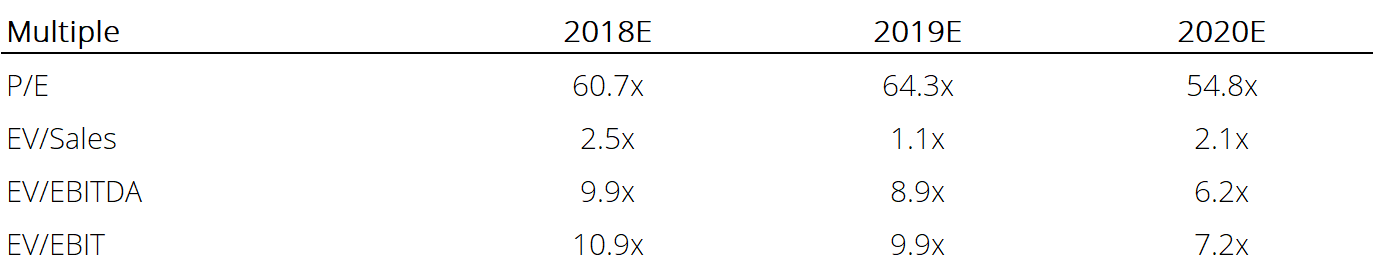 Multiple 2018E 2019E 2020E
P/E 60.7x 64.3x 54.8x
EV/Sales 2.5x 1.1x 2.1x
EV/EBITDA 9.9x 8.9x 6.2x
EV/EBIT 10.9x 9.9x 7.2x